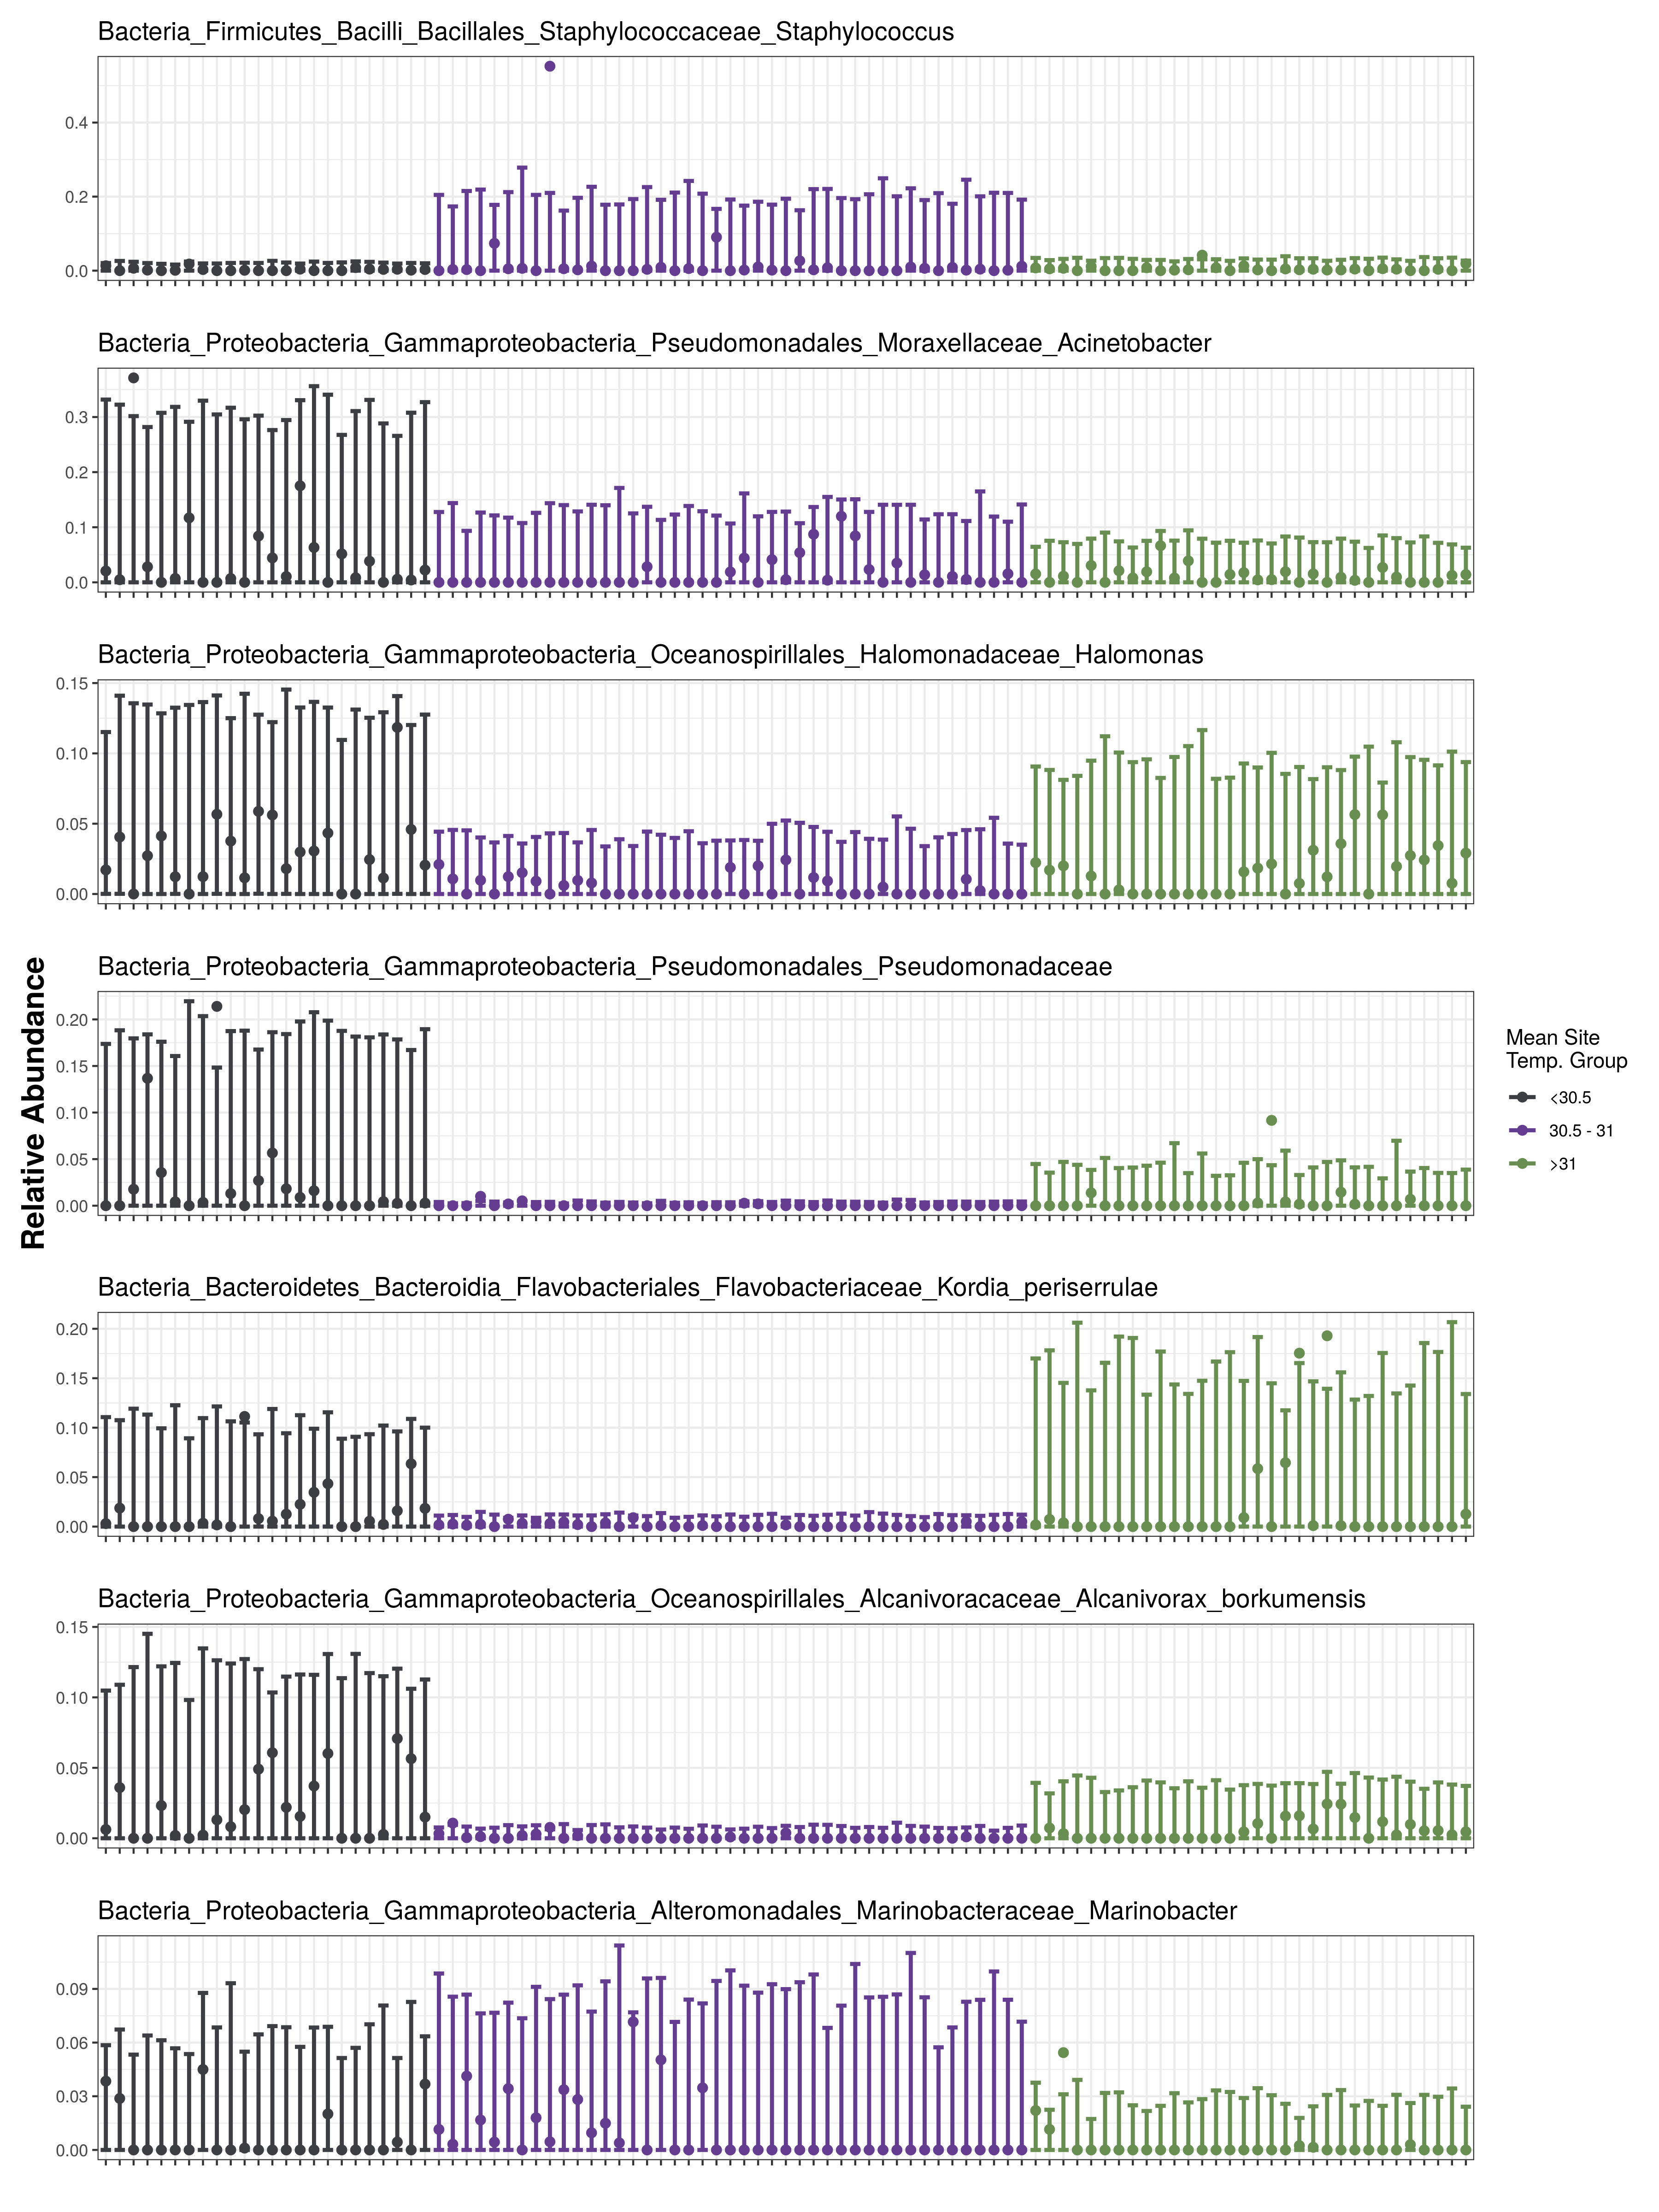 Bacteria_Firmicutes_Bacilli_Bacillales_Staphylococcaceae_Staphylococcus
0.4
0.2
0.0
Bacteria_Proteobacteria_Gammaproteobacteria_Pseudomonadales_Moraxellaceae_Acinetobacter
0.3
0.2
0.1
0.0
Bacteria_Proteobacteria_Gammaproteobacteria_Oceanospirillales_Halomonadaceae_Halomonas
0.15
0.10
0.05
0.00
Bacteria_Proteobacteria_Gammaproteobacteria_Pseudomonadales_Pseudomonadaceae
0.20
0.15
0.10
0.05
0.00
Relative Abundance
Mean Site
Temp. Group
<30.5
30.5 - 31
>31
Bacteria_Bacteroidetes_Bacteroidia_Flavobacteriales_Flavobacteriaceae_Kordia_periserrulae
0.20
0.15
0.10
0.05
0.00
Bacteria_Proteobacteria_Gammaproteobacteria_Oceanospirillales_Alcanivoracaceae_Alcanivorax_borkumensis
0.15
0.10
0.05
0.00
Bacteria_Proteobacteria_Gammaproteobacteria_Alteromonadales_Marinobacteraceae_Marinobacter
0.09
0.06
0.03
0.00